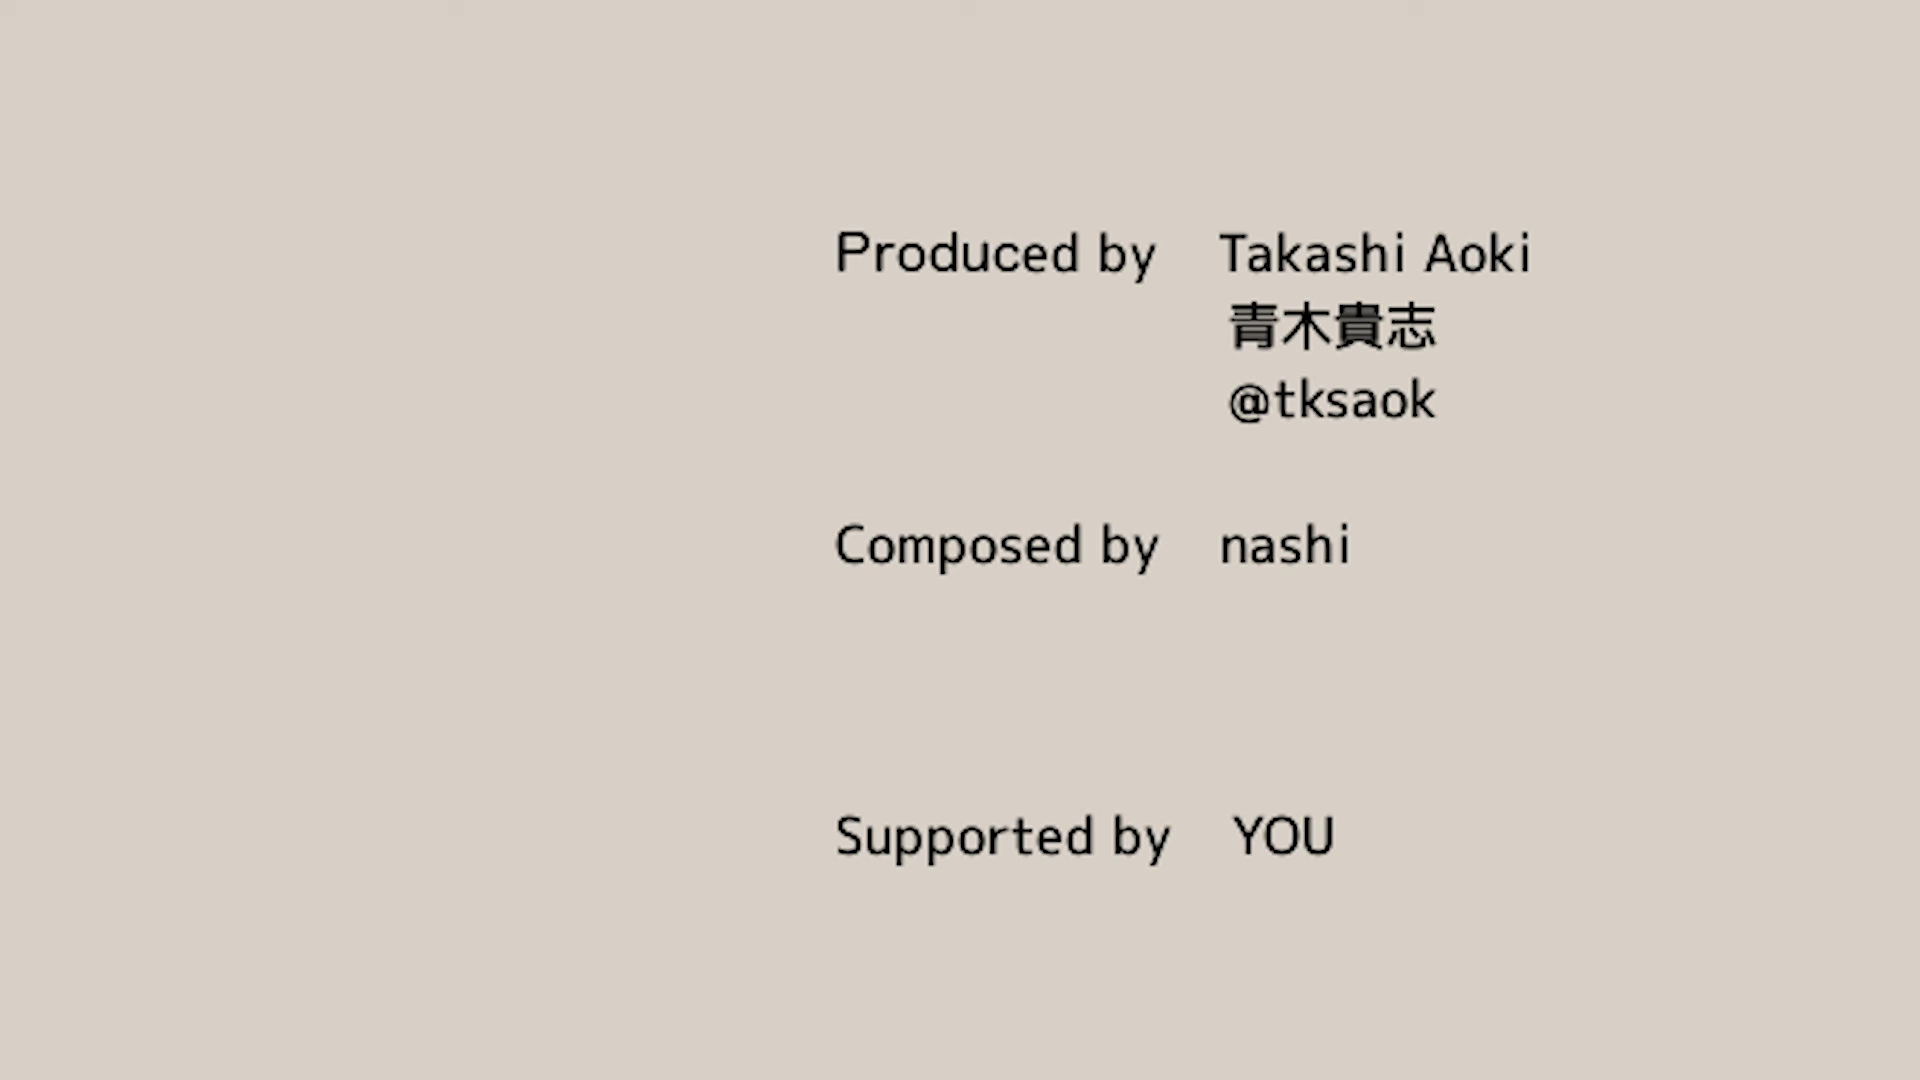 Produced by Takashi Aoki
青木貴志
@tksaok
Composed by nashi
Supported by YOU